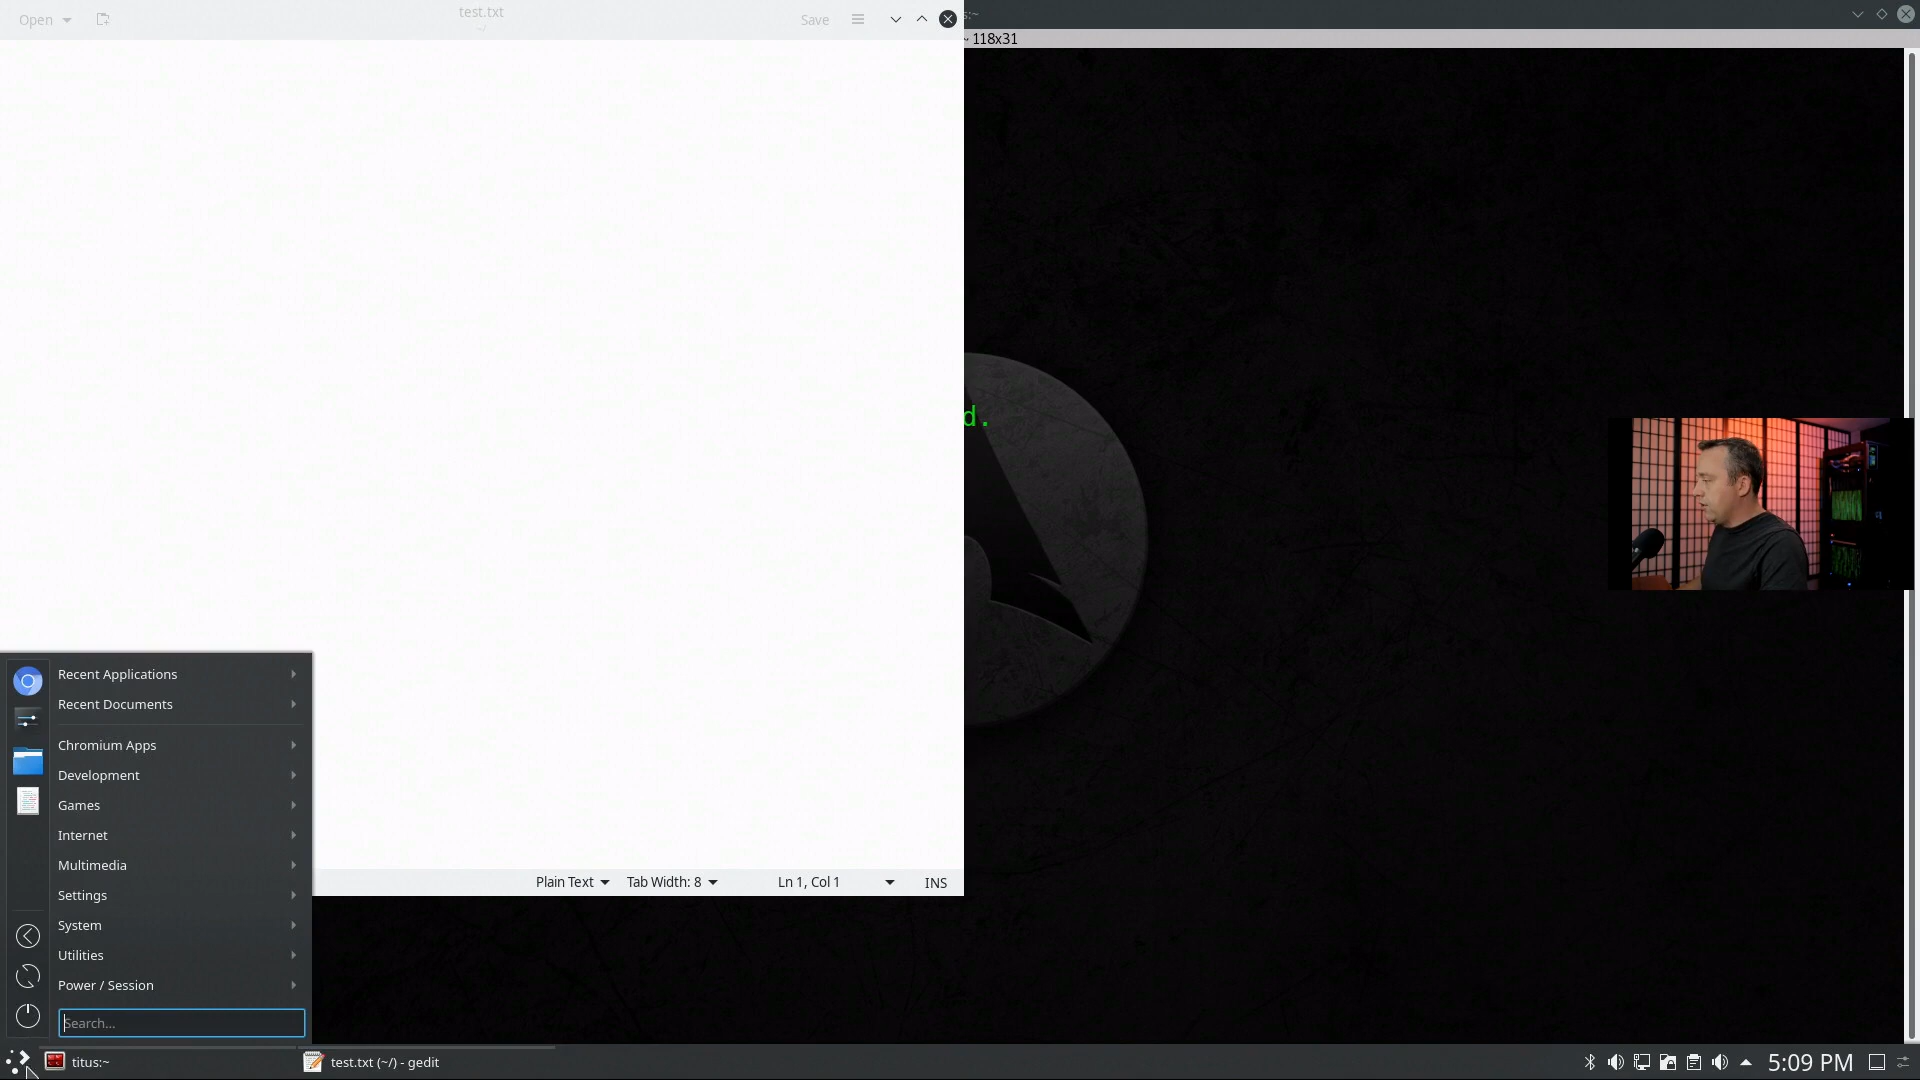 Open
test.txt
~/
Save
s:~
~ 118x31
d.
Recent Applications
Recent Documents
Chromium Apps
Development
Games
Internet
Multimedia
Settings
System
Utilities
Power / Session
Search...
Plain Text
Tab Width: 8
Ln 1, Col 1
INS
titus:~
test.txt (~/) - gedit
5:09 PM